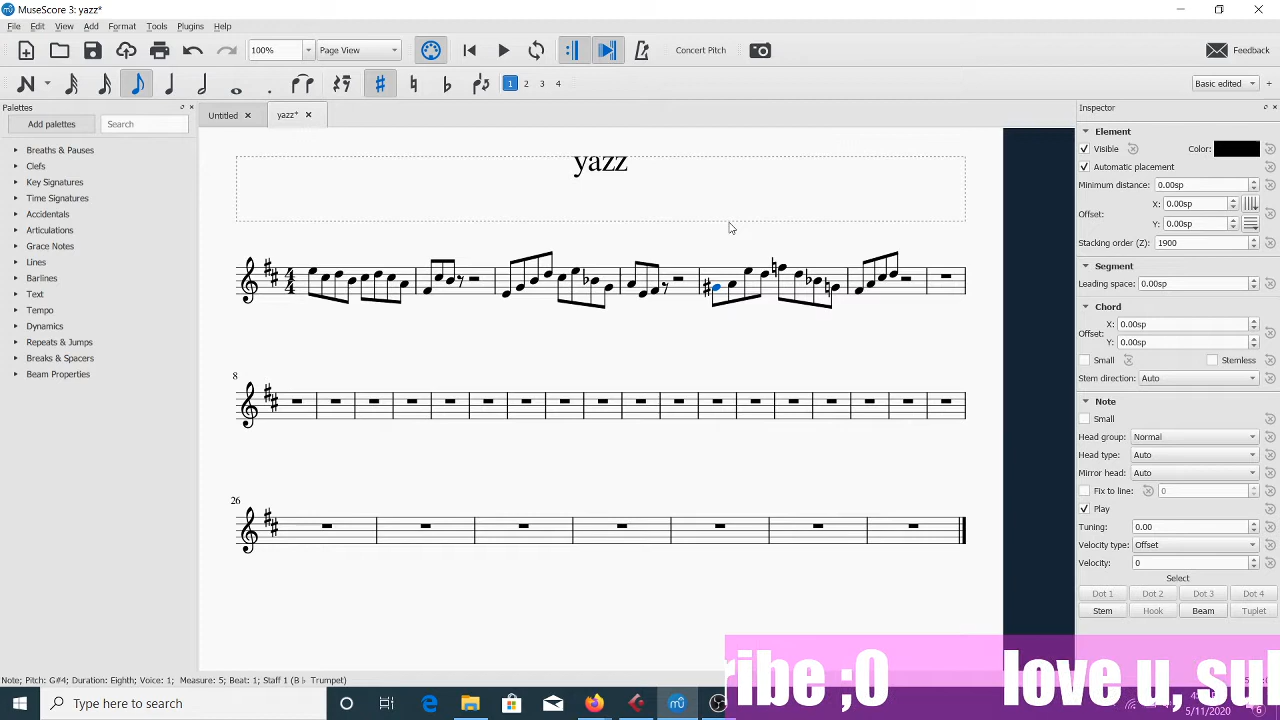 MuseScore 3: yazz*
File Edit View Add Format Tools Plugins Help
100% Page View Concert Pitch Feedback
1 2 3 4 Basic edited +
Palettes
Untitled yazz*
Inspector
Add palettes Search
Breaths & Pauses
Clefs
Key Signatures
Time Signatures
Accidentals
Articulations
Grace Notes
Lines
Barlines
Text
Tempo
Dynamics
Repeats & Jumps
Breaks & Spacers
Beam Properties
yazz
8
26
Element
Visible Color:
Automatic placement
Minimum distance: 0.00sp
Offset: X: 0.00sp
Y: 0.00sp
Stacking order (Z): 1900
Segment
Leading space: 0.00sp
Chord
Offset: X: 0.00sp
Y: 0.00sp
Small Stemless
Stem direction: Auto
Note
Small
Head group: Normal
Head type: Auto
Mirror head: Auto
Fix to line: 0
Play
Tuning: 0.00
Velocity type: Offset
Velocity: 0
Select
Dot 1 Dot 2 Dot 3 Dot 4
Stem Hook Beam Tuplet
Note; Pitch: G#4; Duration: Eighth; Voice: 1; Measure: 5; Beat: 1; Staff 1 (B♭ Trumpet)
ribe ;0 love u, su
Type here to search
5/11/2020